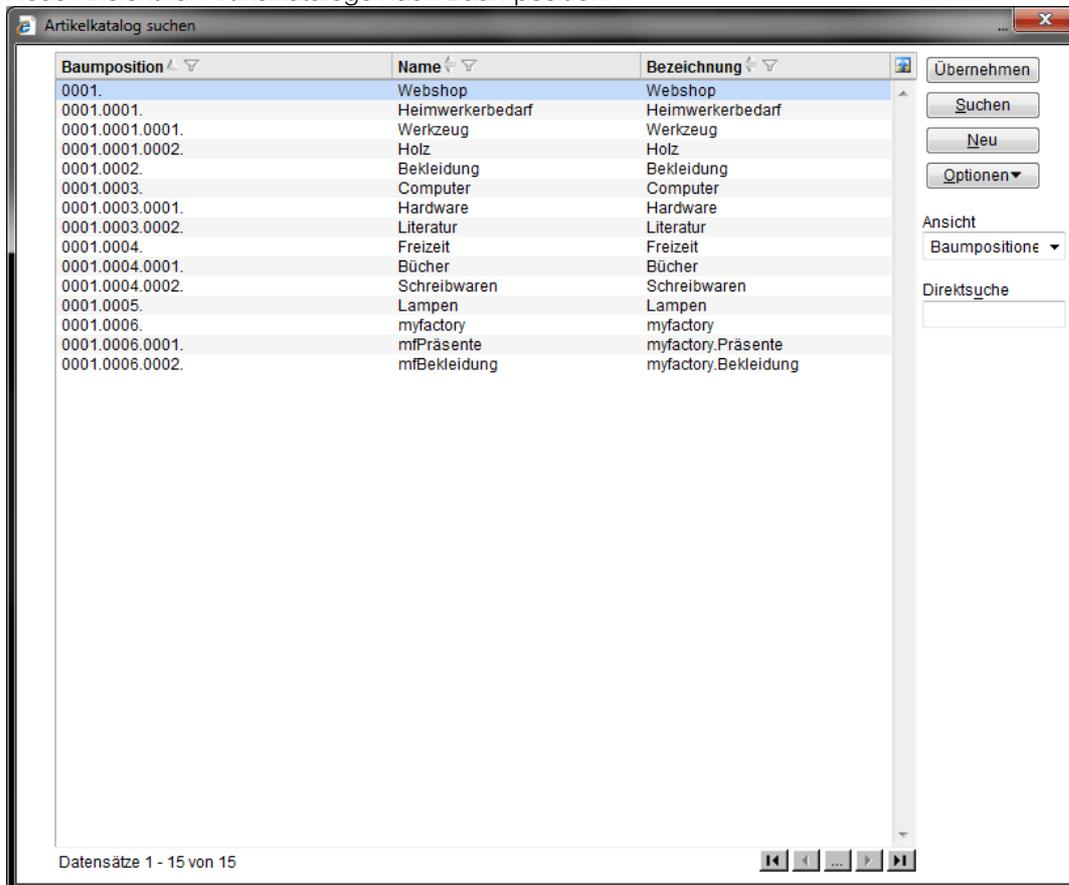 Artikelkatalog suchen ...
Baumposition Name Bezeichnung
0001. Webshop Webshop
0001.0001. Heimwerkerbedarf Heimwerkerbedarf
0001.0001.0001. Werkzeug Werkzeug
0001.0001.0002. Holz Holz
0001.0002. Bekleidung Bekleidung
0001.0003. Computer Computer
0001.0003.0001. Hardware Hardware
0001.0003.0002. Literatur Literatur
0001.0004. Freizeit Freizeit
0001.0004.0001. Bücher Bücher
0001.0004.0002. Schreibwaren Schreibwaren
0001.0005. Lampen Lampen
0001.0006. myfactory myfactory
0001.0006.0001. mfPräsente myfactory.Präsente
0001.0006.0002. mfBekleidung myfactory.Bekleidung
Datensätze 1 - 15 von 15
...
Übernehmen
Suchen
Neu
Optionen
Ansicht
Baumpositione
Direktsuche